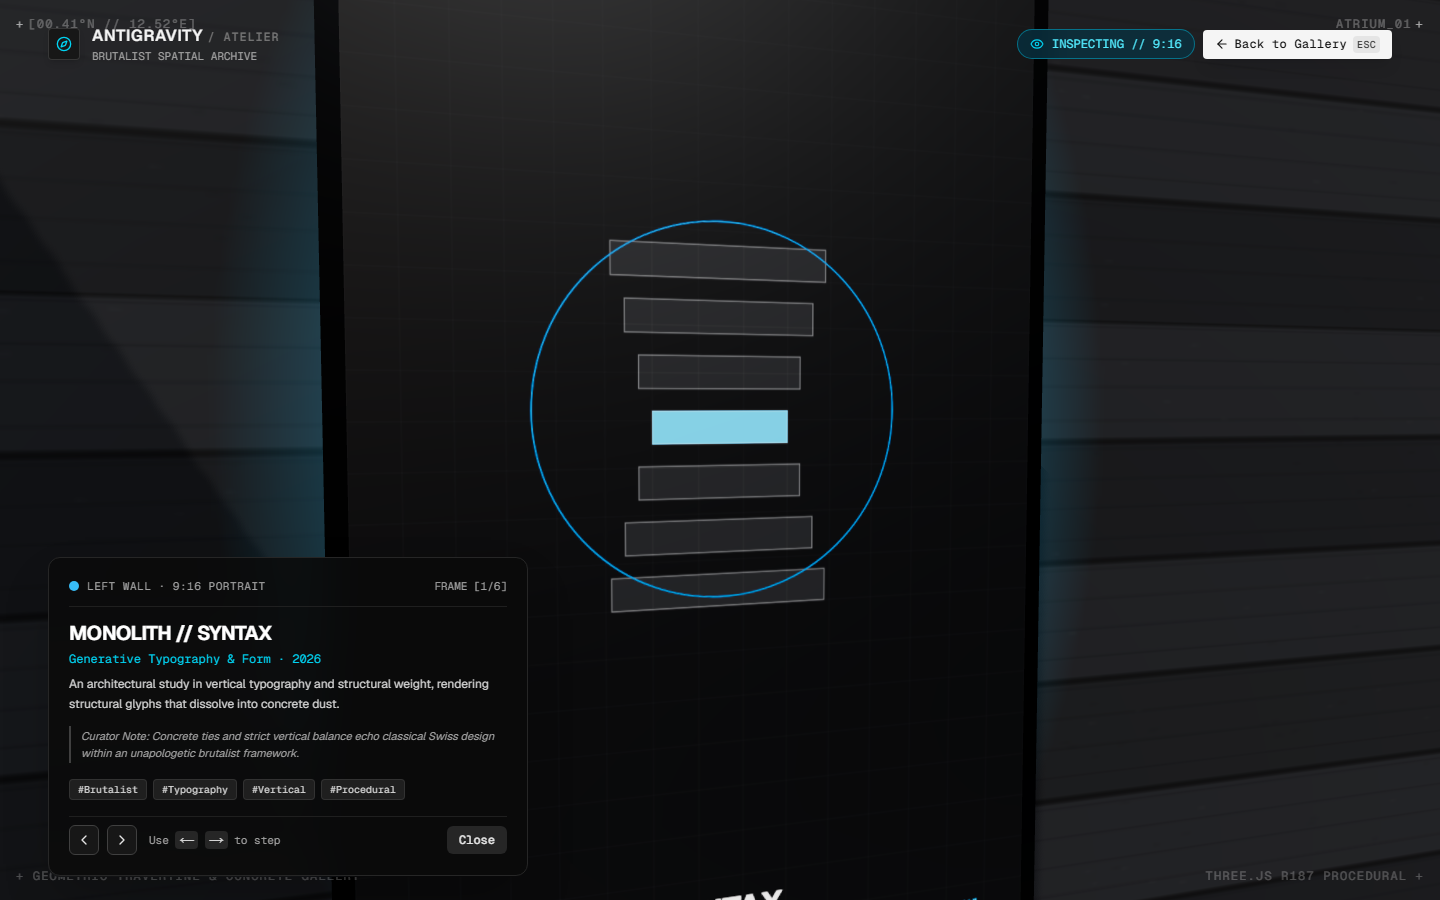 + [00.41°N // 12.52°E]
ATRIUM_01 +
ANTIGRAVITY / ATELIER
BRUTALIST SPATIAL ARCHIVE
INSPECTING // 9:16
← Back to Gallery ESC
LEFT WALL · 9:16 PORTRAIT
FRAME [1/6]
MONOLITH // SYNTAX
Generative Typography & Form · 2026
An architectural study in vertical typography and structural weight, rendering
structural glyphs that dissolve into concrete dust.
Curator Note: Concrete ties and strict vertical balance echo classical Swiss design
within an unapologetic brutalist framework.
#Brutalist #Typography #Vertical #Procedural
Use ← → to step
Close
+ GEOMETRIC TRAVERTINE & CONCRETE GALLERY
THREE.JS R187 PROCEDURAL +